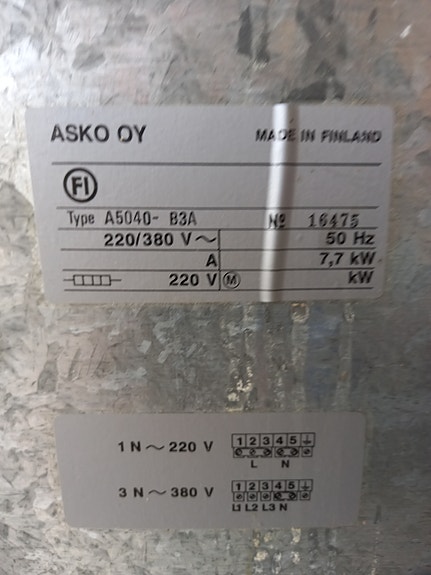 ASKO OY MADE IN FINLAND
FI
Type A5040- B3A № 16475
220/380 V ~ 50 Hz
A 7,7 kW
220 V M kW
1 N ~ 220 V 1 2 3 4 5
L N
3 N ~ 380 V 1 2 3 4 5
L1 L2 L3 N